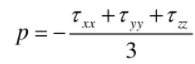 p = − (τ_xx + τ_yy + τ_zz) / 3